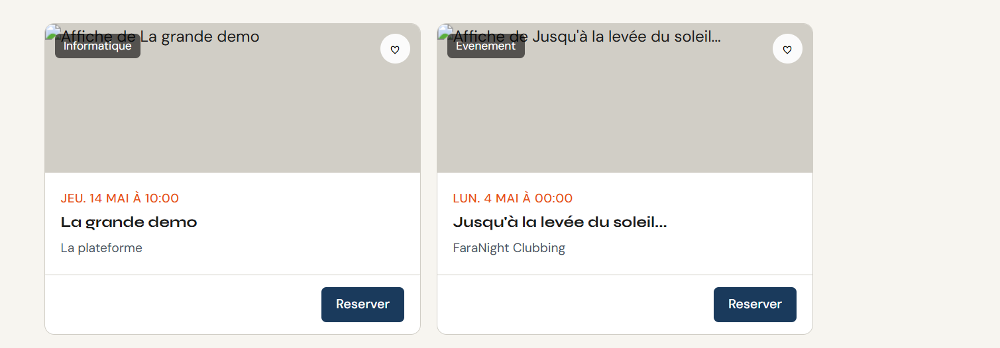 Affiche de La grande demo
Informatique
JEU. 14 MAI À 10:00
La grande demo
La plateforme
Reserver
Affiche de Jusqu'à la levée du soleil...
Evenement
LUN. 4 MAI À 00:00
Jusqu'à la levée du soleil...
FaraNight Clubbing
Reserver